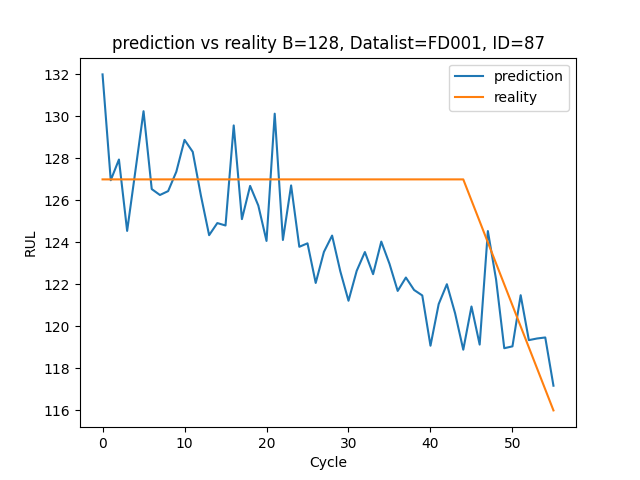 prediction vs reality B=128, Datalist=FD001, ID=87
prediction
reality
132
130
128
126
124
122
120
118
116
RUL
0 10 20 30 40 50
Cycle